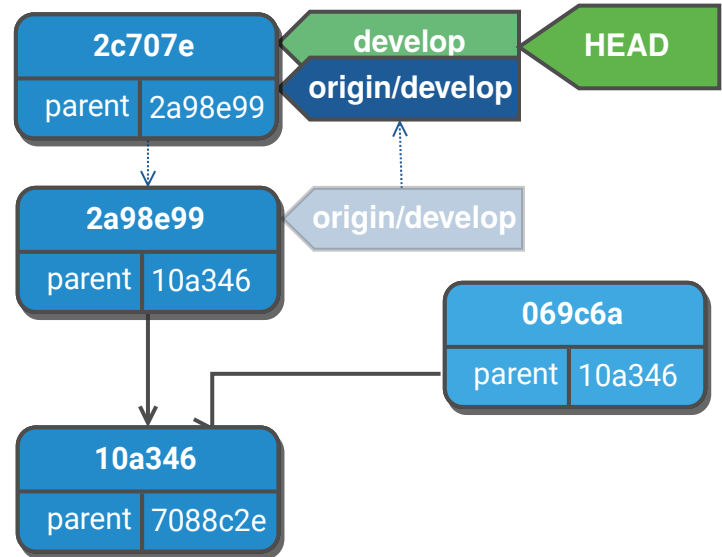 2c707e
parent 2a98e99
develop
HEAD
origin/develop
2a98e99
parent 10a346
origin/develop
069c6a
parent 10a346
10a346
parent 7088c2e